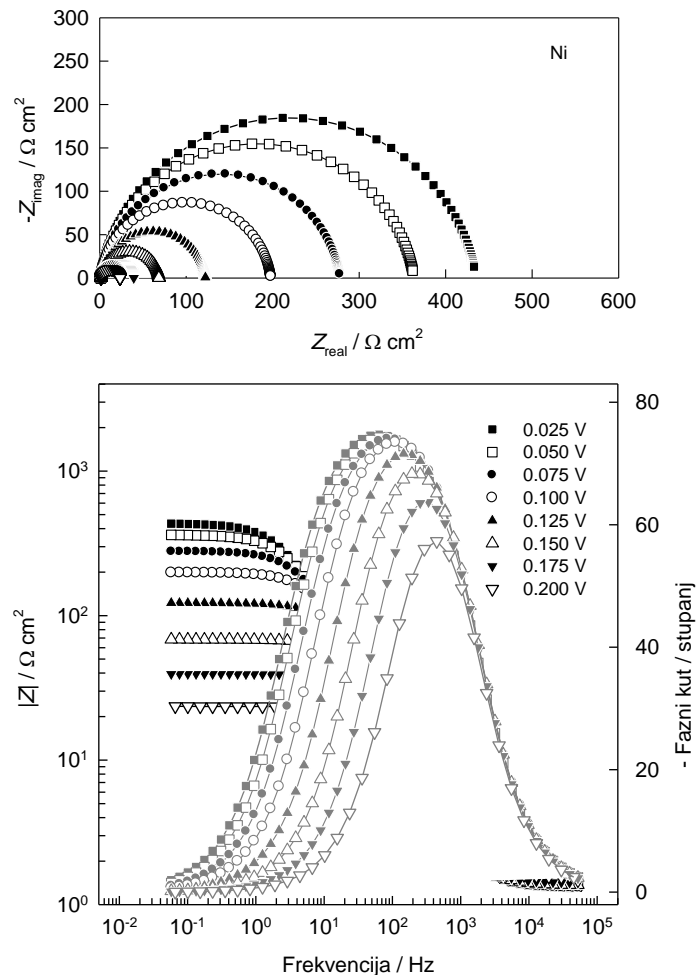 300
Ni
250
200
150
100
50
0
-Zimag / Ω cm²
0 100 200 300 400 500 600
Zreal / Ω cm²
80
0.025 V
0.050 V
10³
0.075 V
0.100 V
0.125 V
60
0.150 V
0.175 V
0.200 V
10²
40
|Z| / Ω cm²
- Fazni kut / stupanj
10¹
20
0
10⁰
10⁻² 10⁻¹ 10⁰ 10¹ 10² 10³ 10⁴ 10⁵
Frekvencija / Hz